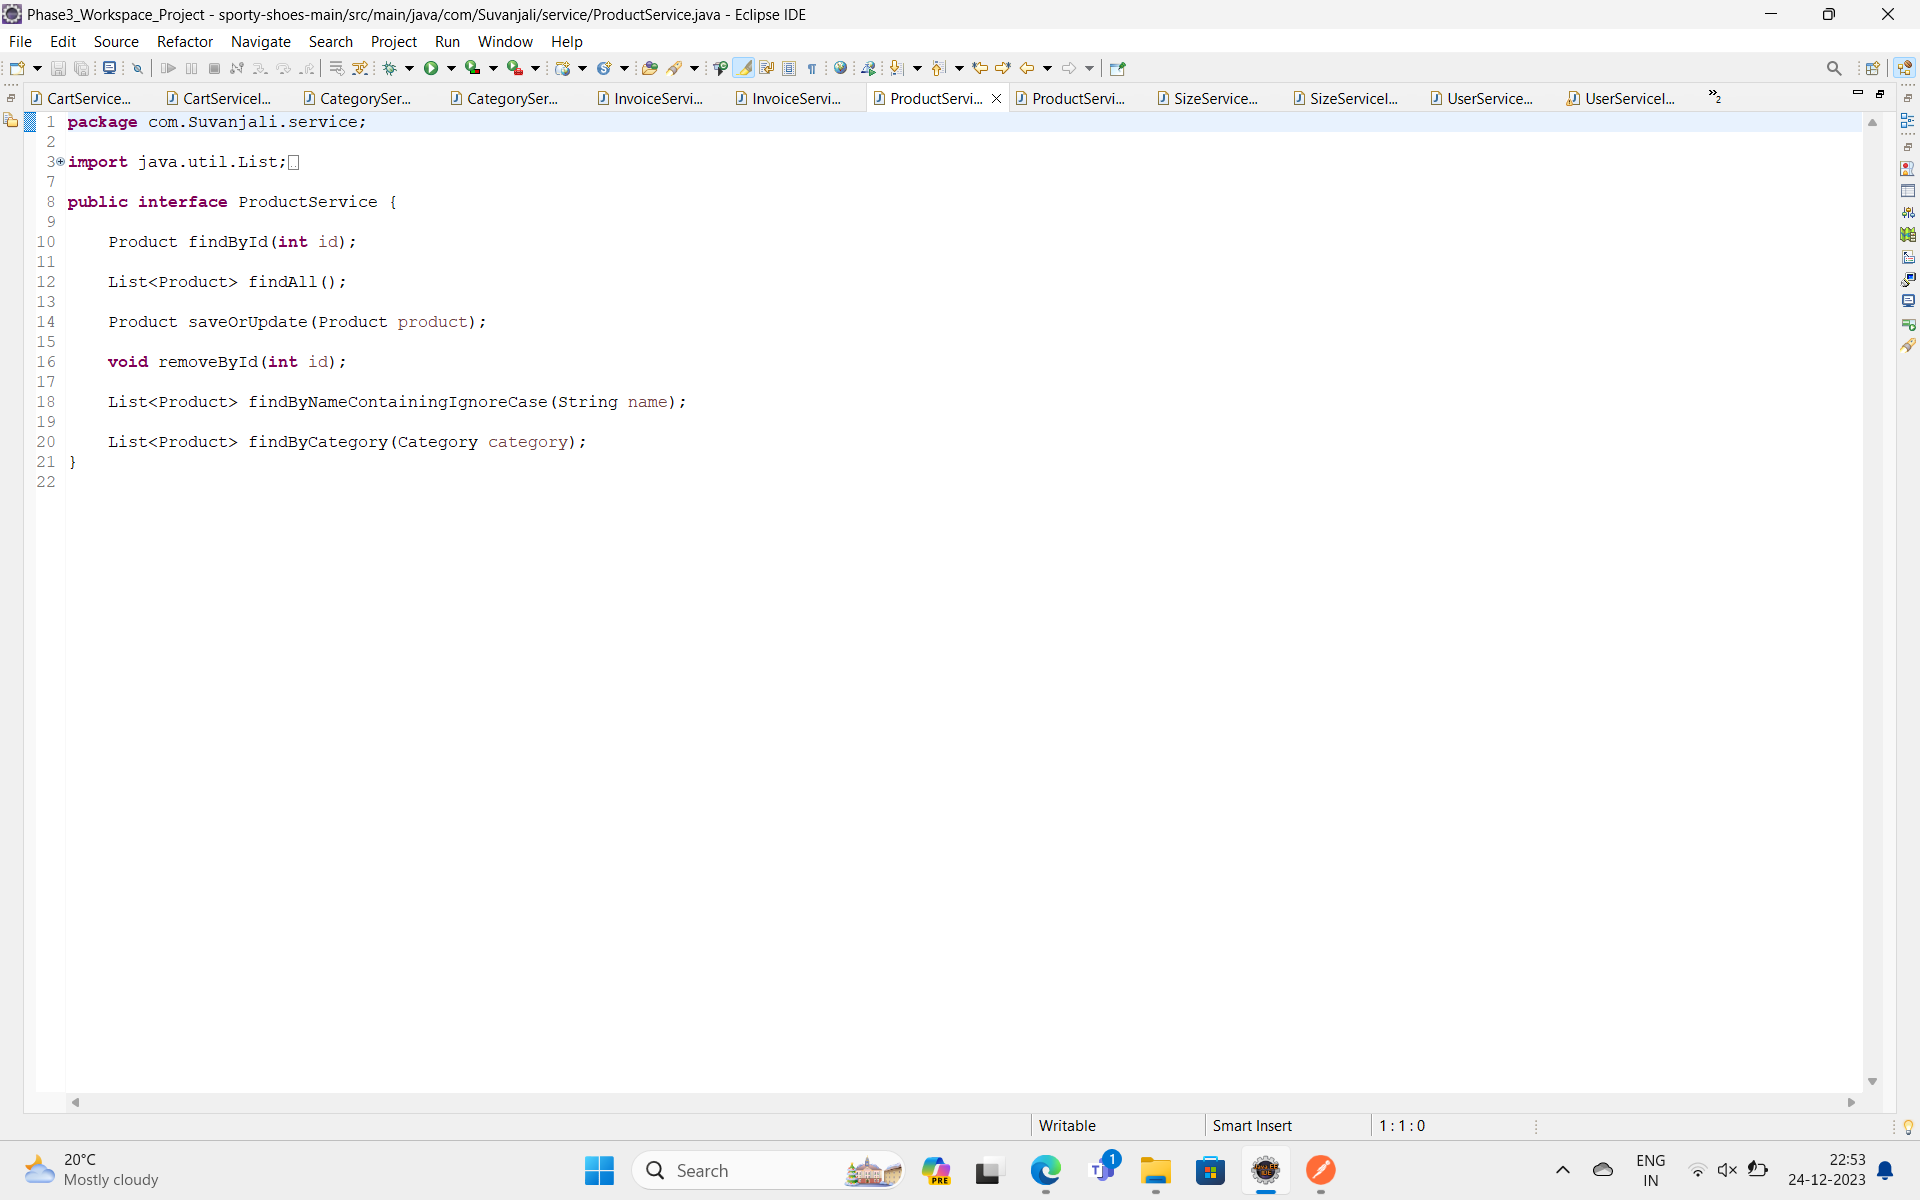 Phase3_Workspace_Project - sporty-shoes-main/src/main/java/com/Suvanjali/service/ProductService.java - Eclipse IDE
File Edit Source Refactor Navigate Search Project Run Window Help
CartService... CartServiceI... CategorySer... CategorySer... InvoiceServi... InvoiceServi... ProductServi... ProductServi... SizeService... SizeServiceI... UserService... UserServiceI... »2
1 package com.Suvanjali.service;
2
3 import java.util.List;
7
8 public interface ProductService {
9
10 Product findById(int id);
11
12 List<Product> findAll();
13
14 Product saveOrUpdate(Product product);
15
16 void removeById(int id);
17
18 List<Product> findByNameContainingIgnoreCase(String name);
19
20 List<Product> findByCategory(Category category);
21 }
22
Writable Smart Insert 1 : 1 : 0
20°C
Mostly cloudy
Search
PRE
1
ENG
IN
22:53
24-12-2023